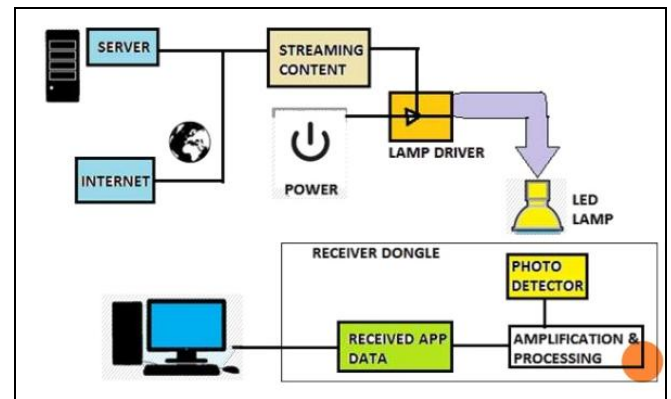 SERVER
STREAMING
CONTENT
LAMP DRIVER
INTERNET
POWER
LED
LAMP
RECEIVER DONGLE
PHOTO
DETECTOR
RECEIVED APP
DATA
AMPLIFICATION &
PROCESSING